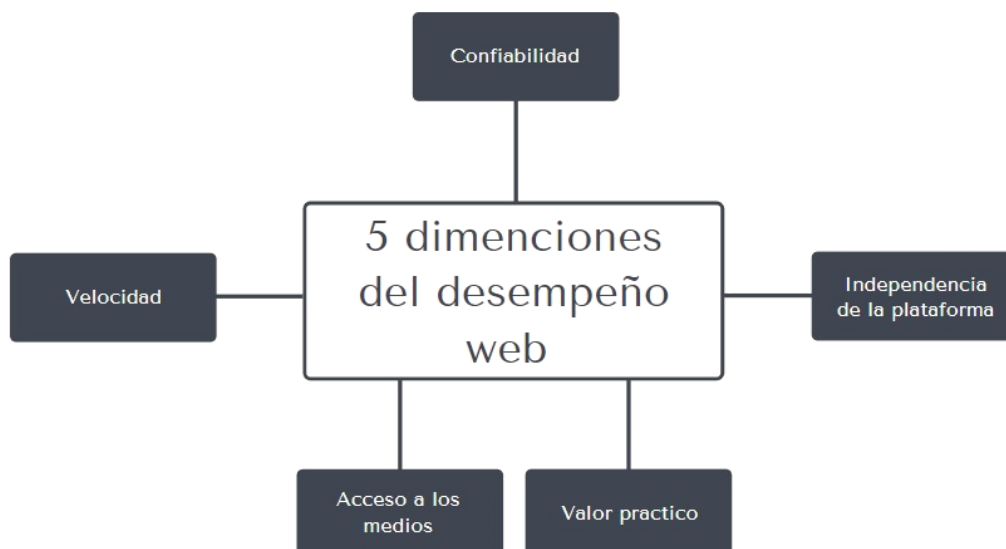 Confiabilidad
5 dimenciones
del desempeño
web
Velocidad
Independencia
de la plataforma
Acceso a los
medios
Valor practico